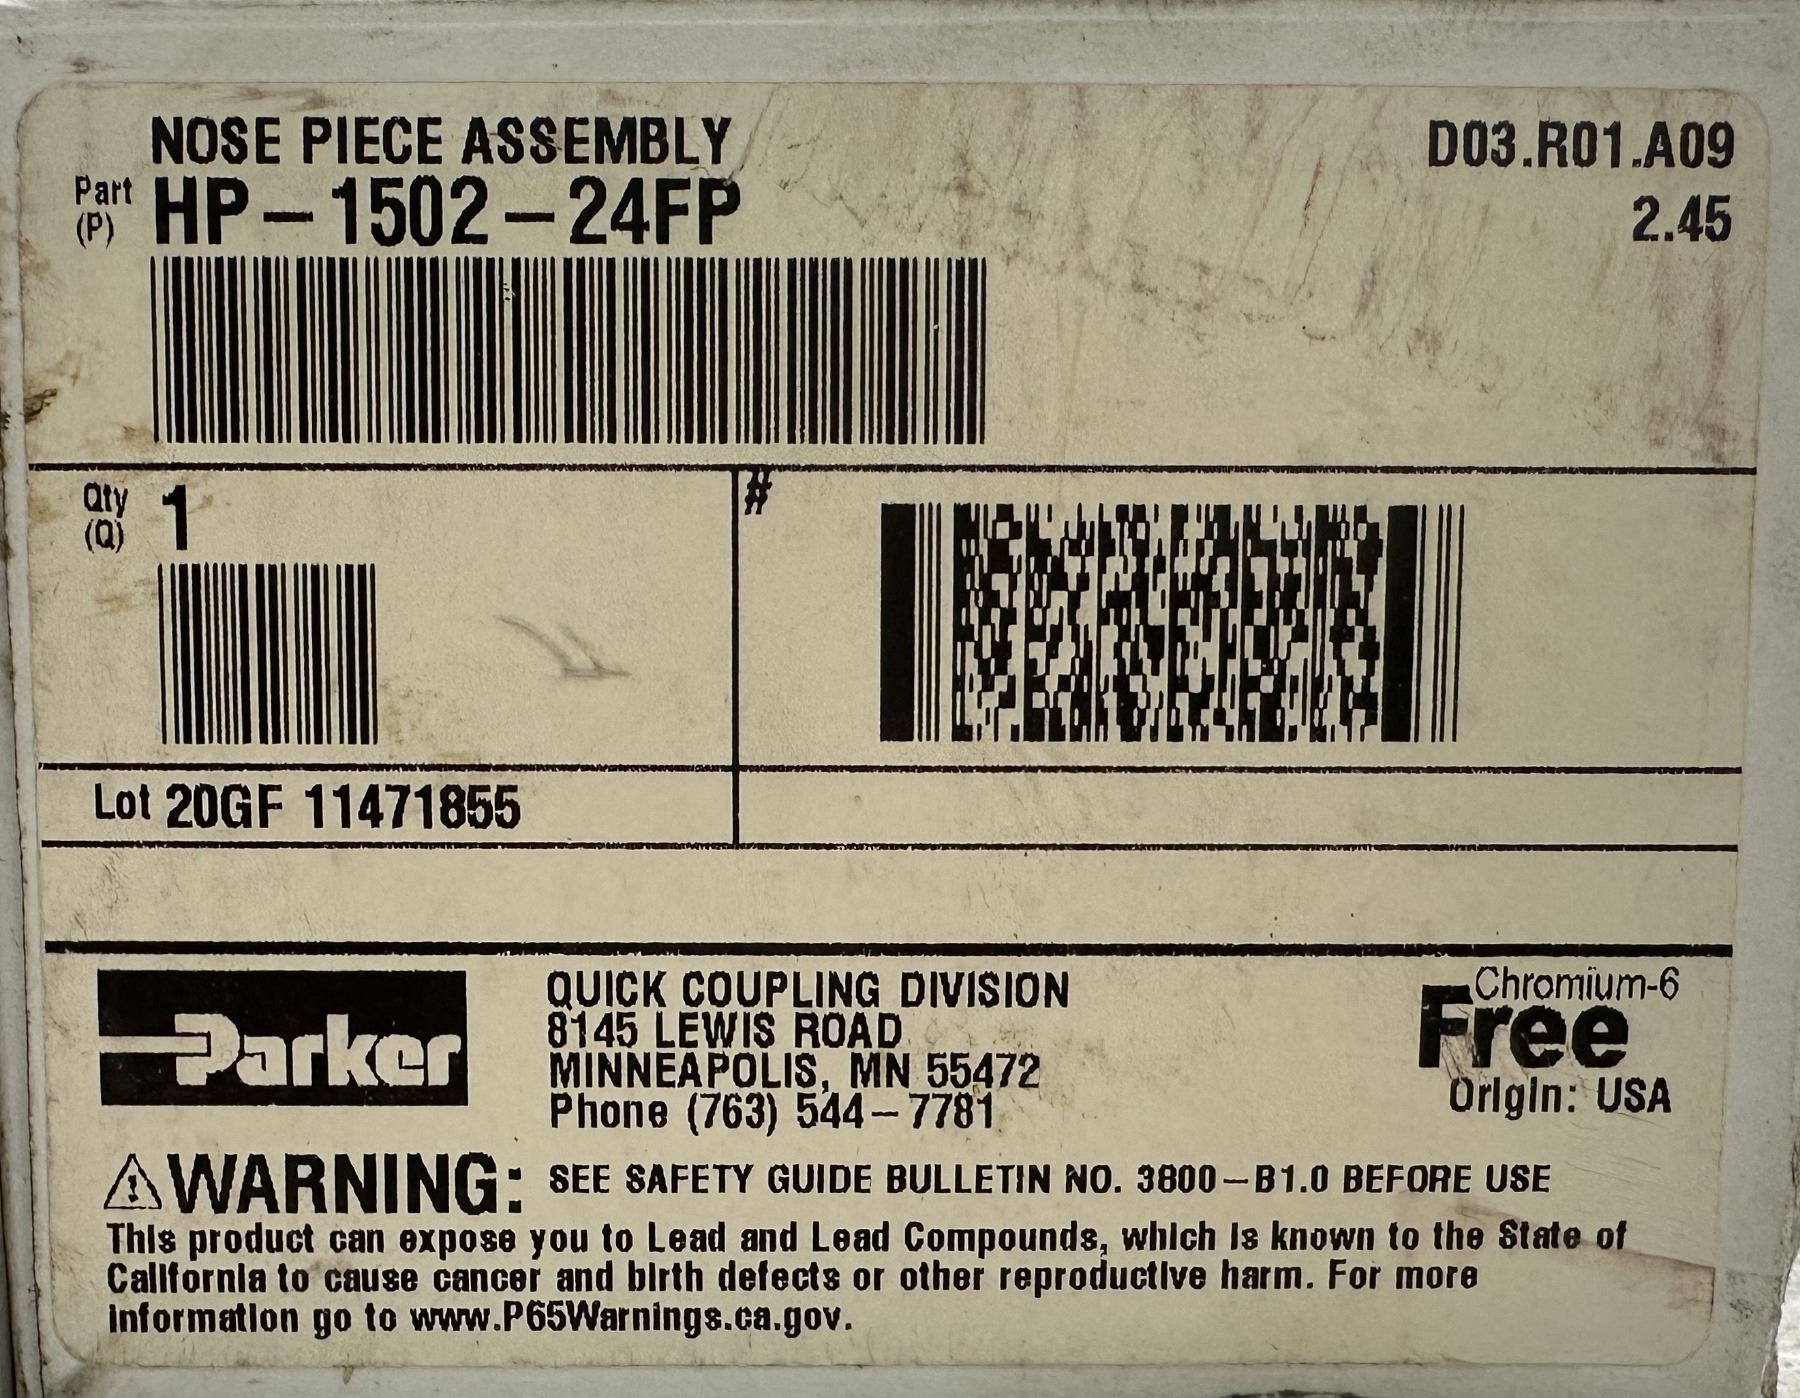 NOSE PIECE ASSEMBLY
D03.R01.A09
Part (P) HP-1502-24FP
2.45
Qty (Q) 1
#
Lot 20GF 11471855
Parker
QUICK COUPLING DIVISION
8145 LEWIS ROAD
MINNEAPOLIS, MN 55472
Phone (763) 544-7781
Chromium-6
Free
Origin: USA
⚠WARNING: SEE SAFETY GUIDE BULLETIN NO. 3800-B1.0 BEFORE USE
This product can expose you to Lead and Lead Compounds, which is known to the State of
California to cause cancer and birth defects or other reproductive harm. For more
information go to www.P65Warnings.ca.gov.